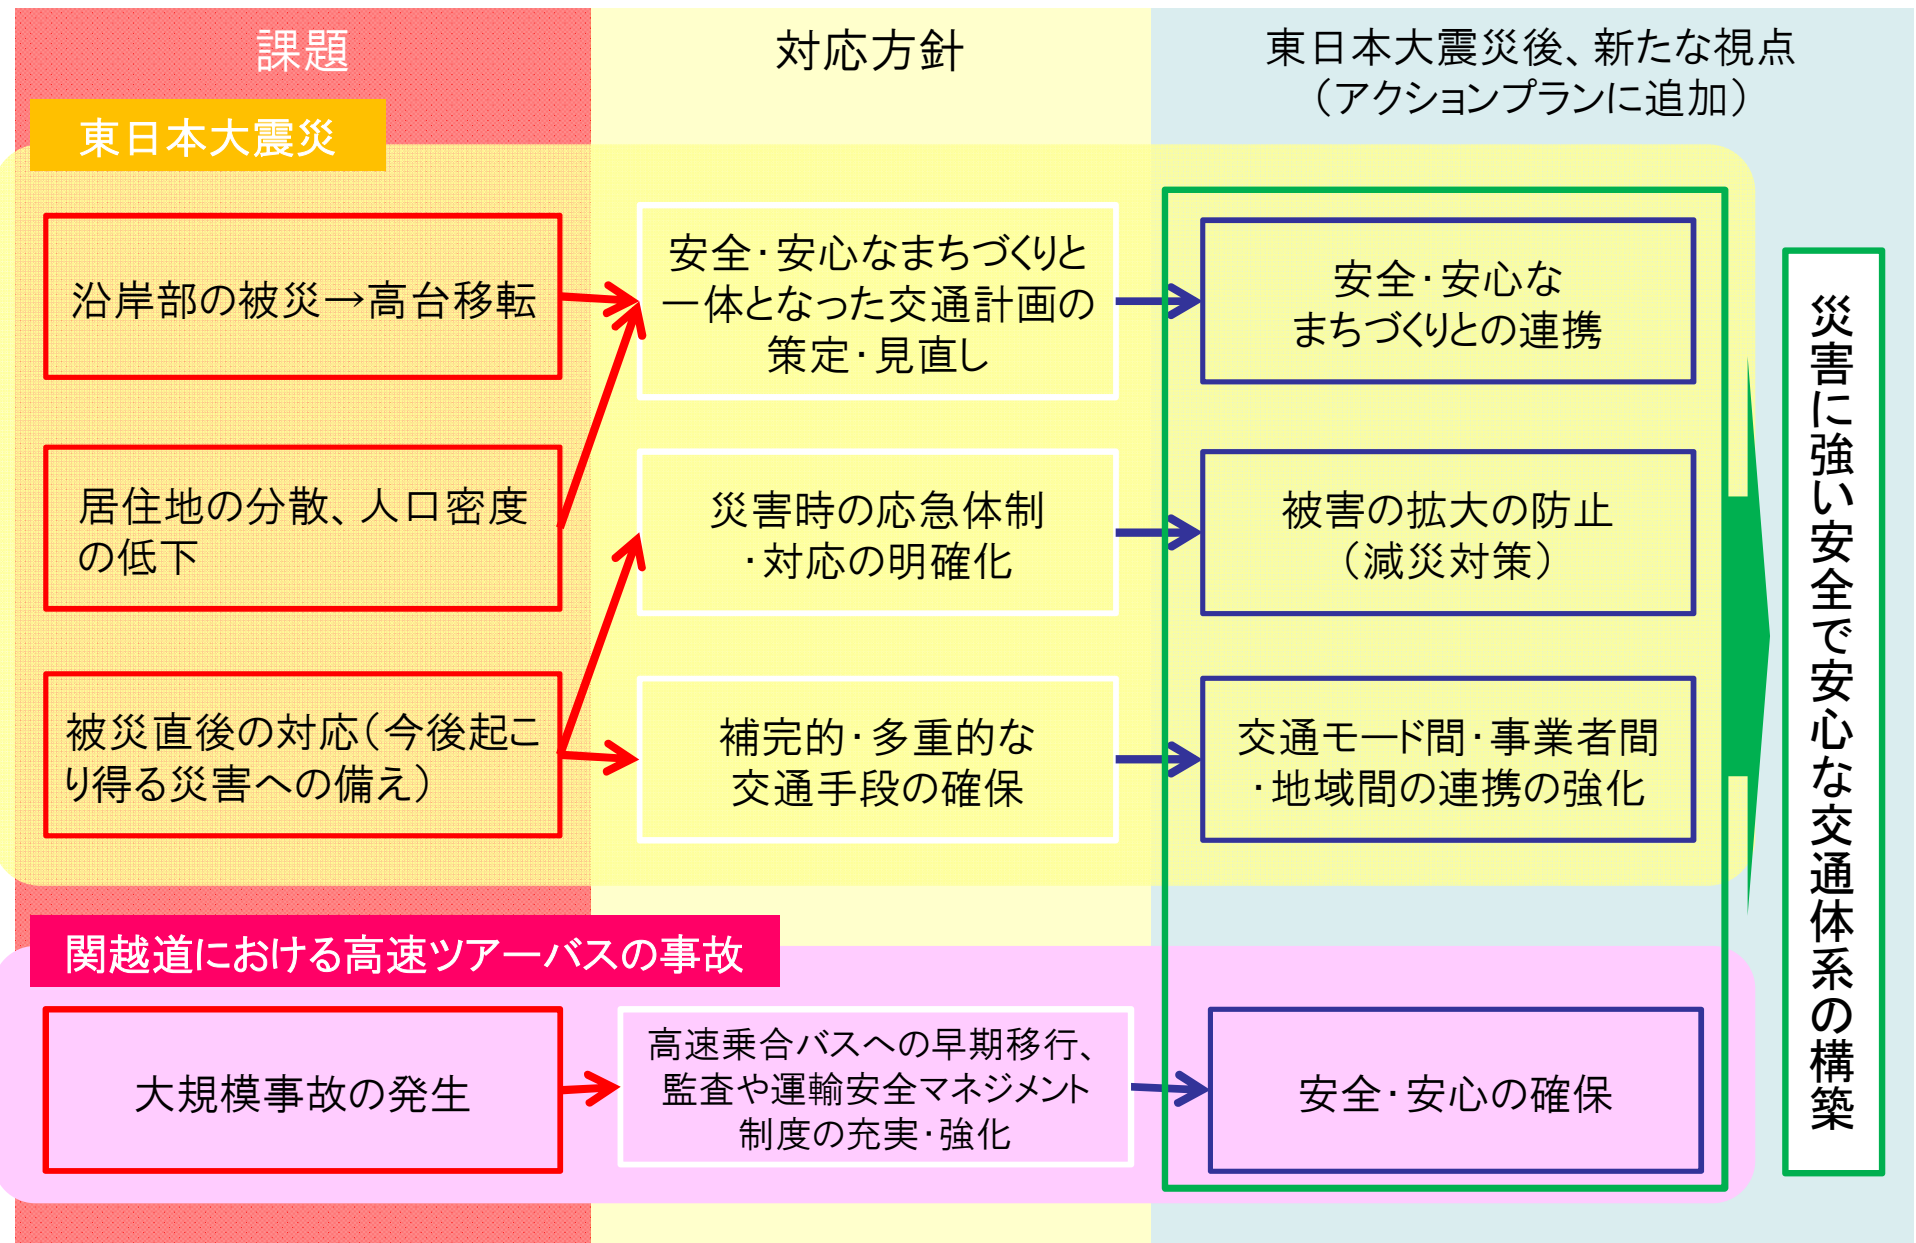 課題
対応方針
東日本大震災後、新たな視点
(アクションプランに追加)
東日本大震災
沿岸部の被災→高台移転
安全・安心なまちづくりと
一体となった交通計画の
策定・見直し
安全・安心な
まちづくりとの連携
居住地の分散、人口密度
の低下
災害時の応急体制
・対応の明確化
被害の拡大の防止
(減災対策)
被災直後の対応(今後起こ
り得る災害への備え)
補完的・多重的な
交通手段の確保
交通モード間・事業者間
・地域間の連携の強化
災害に強い安全で安心な交通体系の構築
関越道における高速ツアーバスの事故
大規模事故の発生
高速乗合バスへの早期移行、
監査や運輸安全マネジメント
制度の充実・強化
安全・安心の確保